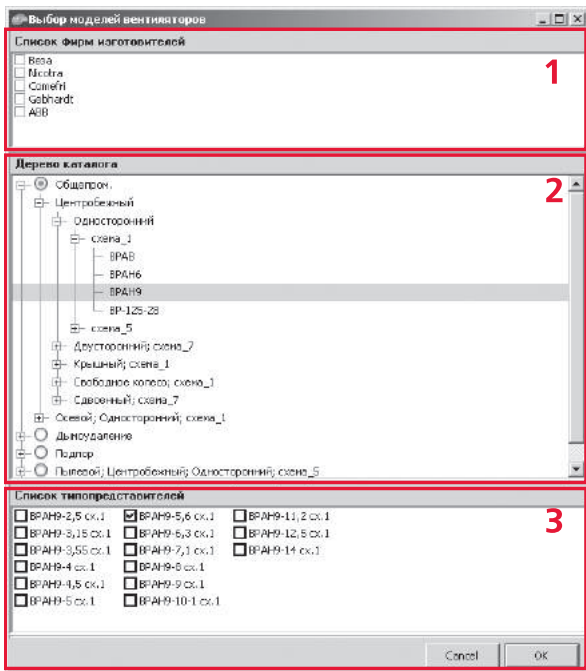 Выбор моделей вентиляторов
Список фирм изготовителей
1
Веза
Nicotra
Comefri
Gebhardt
ABB
Дерево каталога
2
Общепром.
Центробежный
Односторонний
схема_1
ВРАВ
ВРАН6
ВРАН9
ВР-125-28
схема_5
Двусторонний; схема_7
Крышный; схема_1
Свободное колесо; схема_1
Сдвоенный; схема_7
Осевой; Односторонний; схема_1
Дымоудаление
Подпор
Пылевой; Центробежный; Односторонний; схема_5
Список типопредставителей
3
ВРАН9-2,5 сх.1 ВРАН9-5,6 сх.1 ВРАН9-11,2 сх.1
ВРАН9-3,15 сх.1 ВРАН9-6,3 сх.1 ВРАН9-12,5 сх.1
ВРАН9-3,55 сх.1 ВРАН9-7,1 сх.1 ВРАН9-14 сх.1
ВРАН9-4 сх.1 ВРАН9-8 сх.1
ВРАН9-4,5 сх.1 ВРАН9-9 сх.1
ВРАН9-5 сх.1 ВРАН9-10-1 сх.1
Cancel OK